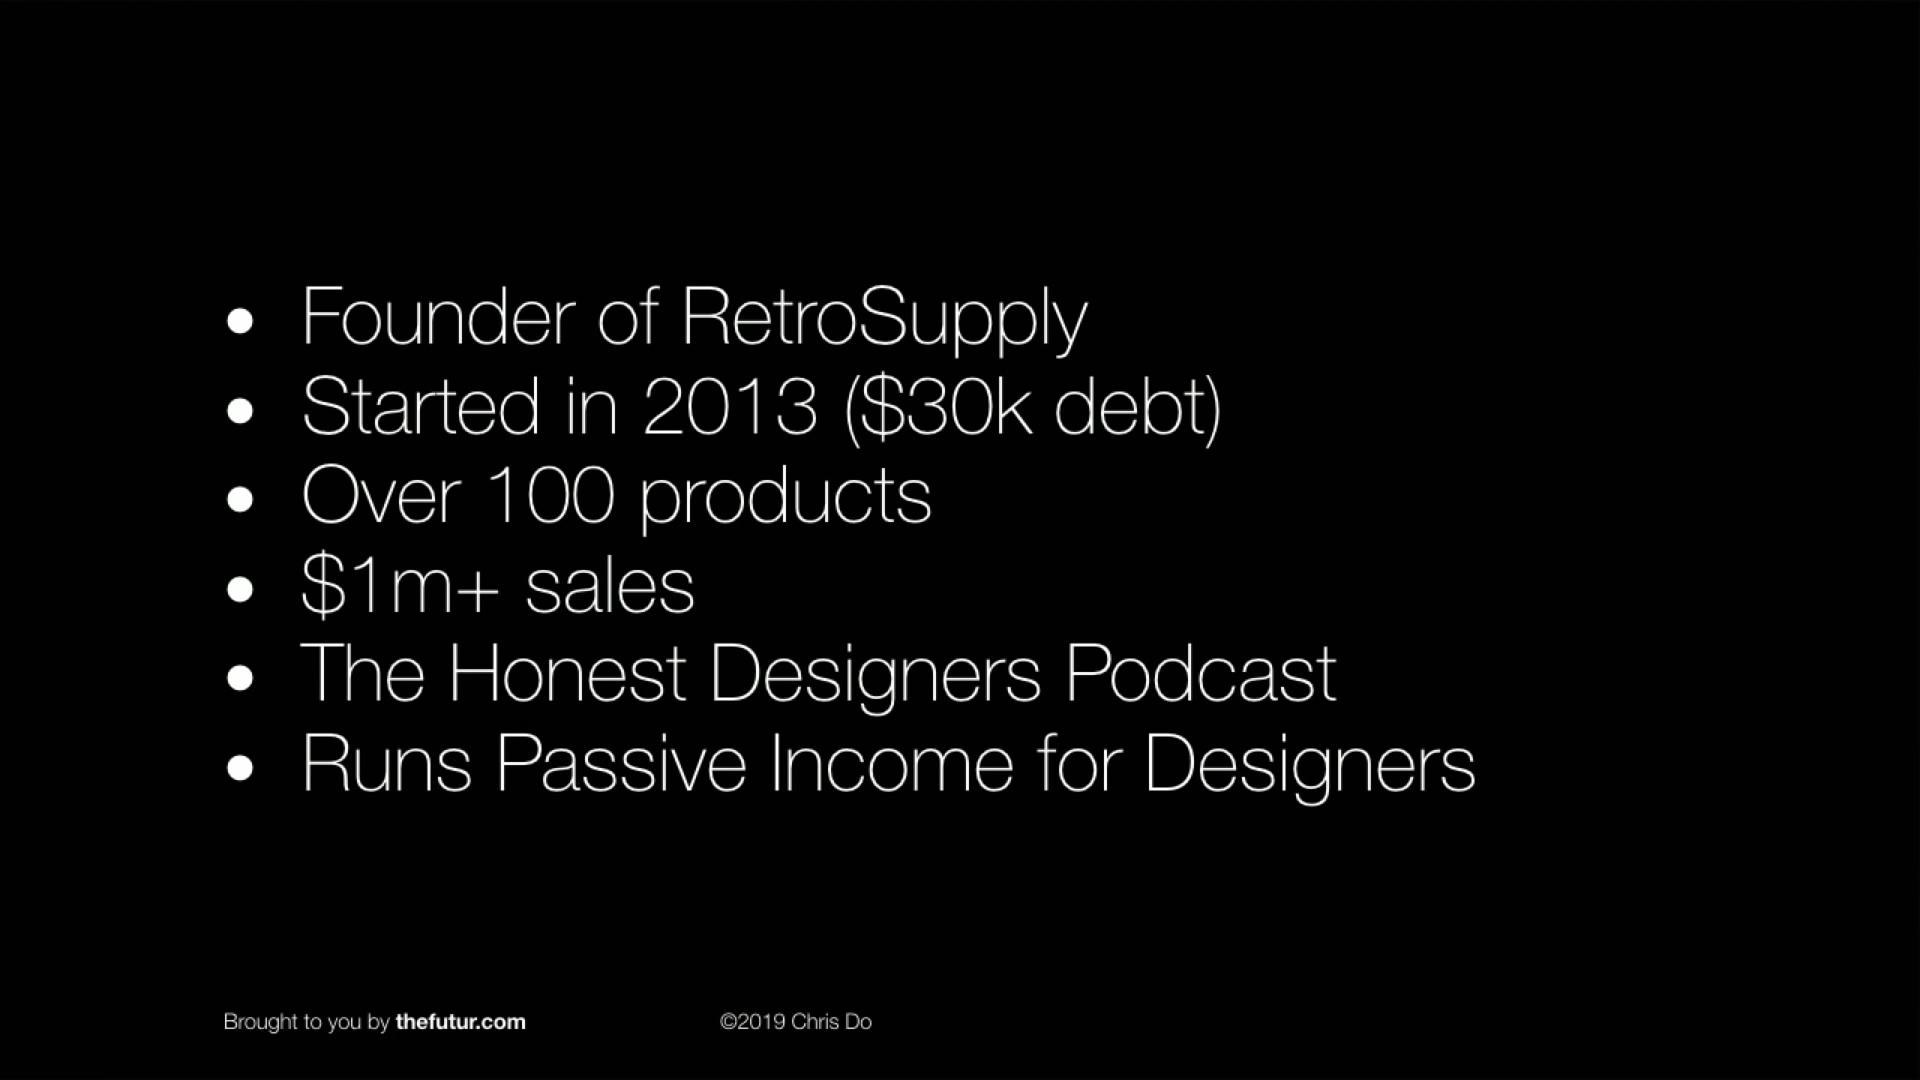 • Founder of RetroSupply
• Started in 2013 ($30k debt)
• Over 100 products
• $1m+ sales
• The Honest Designers Podcast
• Runs Passive Income for Designers
Brought to you by thefutur.com ©2019 Chris Do